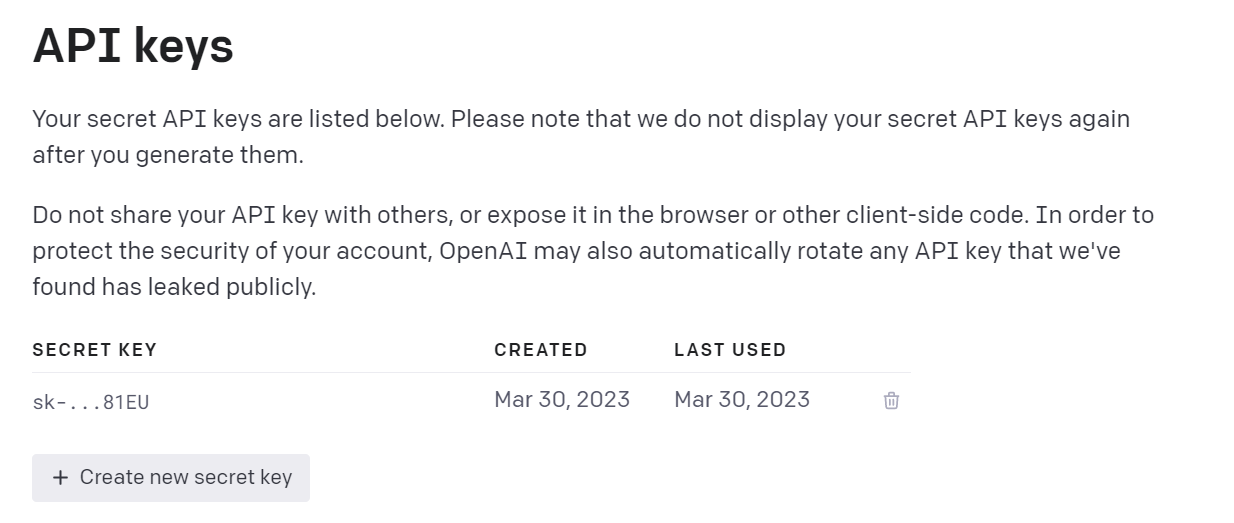 API keys
Your secret API keys are listed below. Please note that we do not display your secret API keys again
after you generate them.
Do not share your API key with others, or expose it in the browser or other client-side code. In order to
protect the security of your account, OpenAI may also automatically rotate any API key that we've
found has leaked publicly.
SECRET KEY CREATED LAST USED
sk-...81EU Mar 30, 2023 Mar 30, 2023
+ Create new secret key